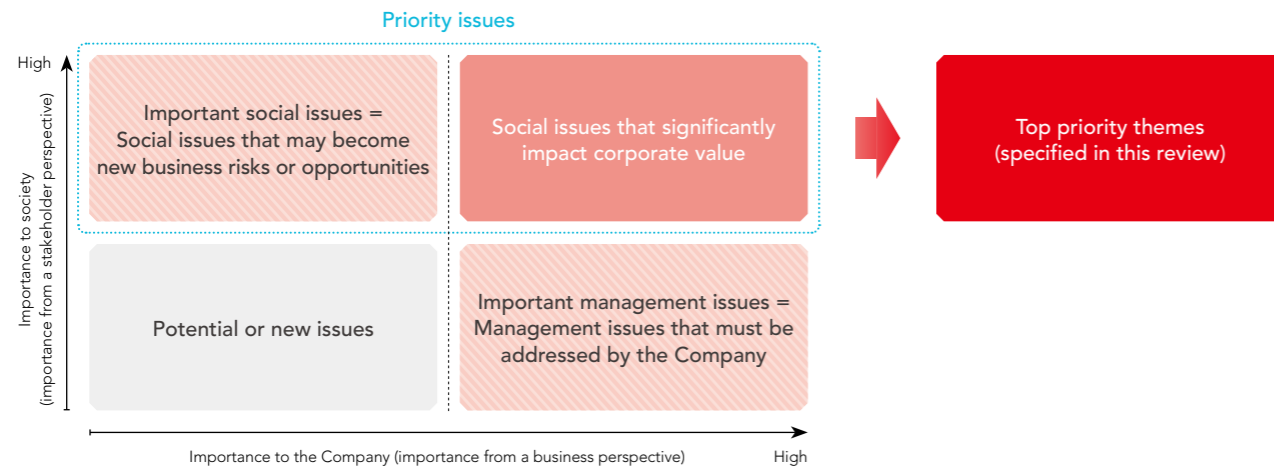 Priority issues
High
Importance to society
(importance from a stakeholder perspective)
Important social issues =
Social issues that may become
new business risks or opportunities
Social issues that significantly
impact corporate value
Top priority themes
(specified in this review)
Potential or new issues
Important management issues =
Management issues that must be
addressed by the Company
Importance to the Company (importance from a business perspective)
High